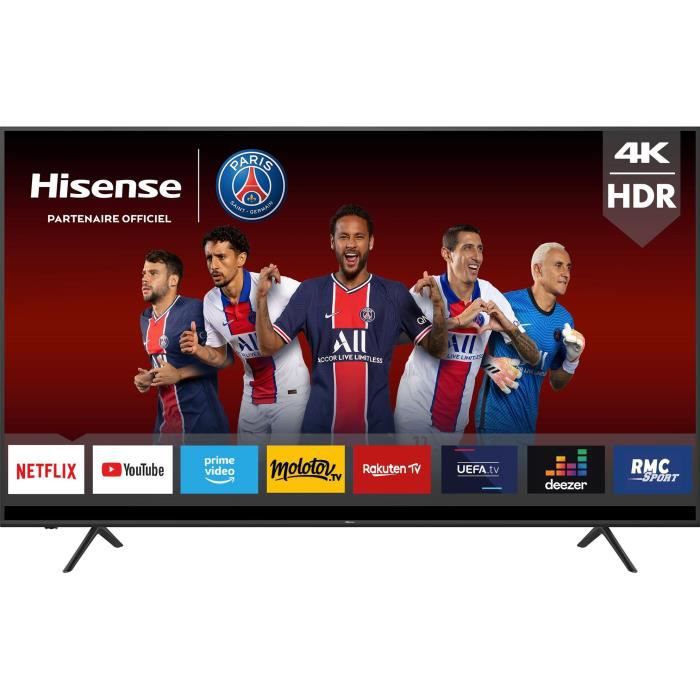 Hisense
PARTENAIRE OFFICIEL
PARIS
SAINT-GERMAIN
4K
HDR
ALL
ACCOR LIVE LIMITLESS
ALL
ALL
NETFLIX
YouTube
prime
video
Molotov.TV
Rakuten TV
UEFA.tv
deezer
RMC
SPORT
Hisense